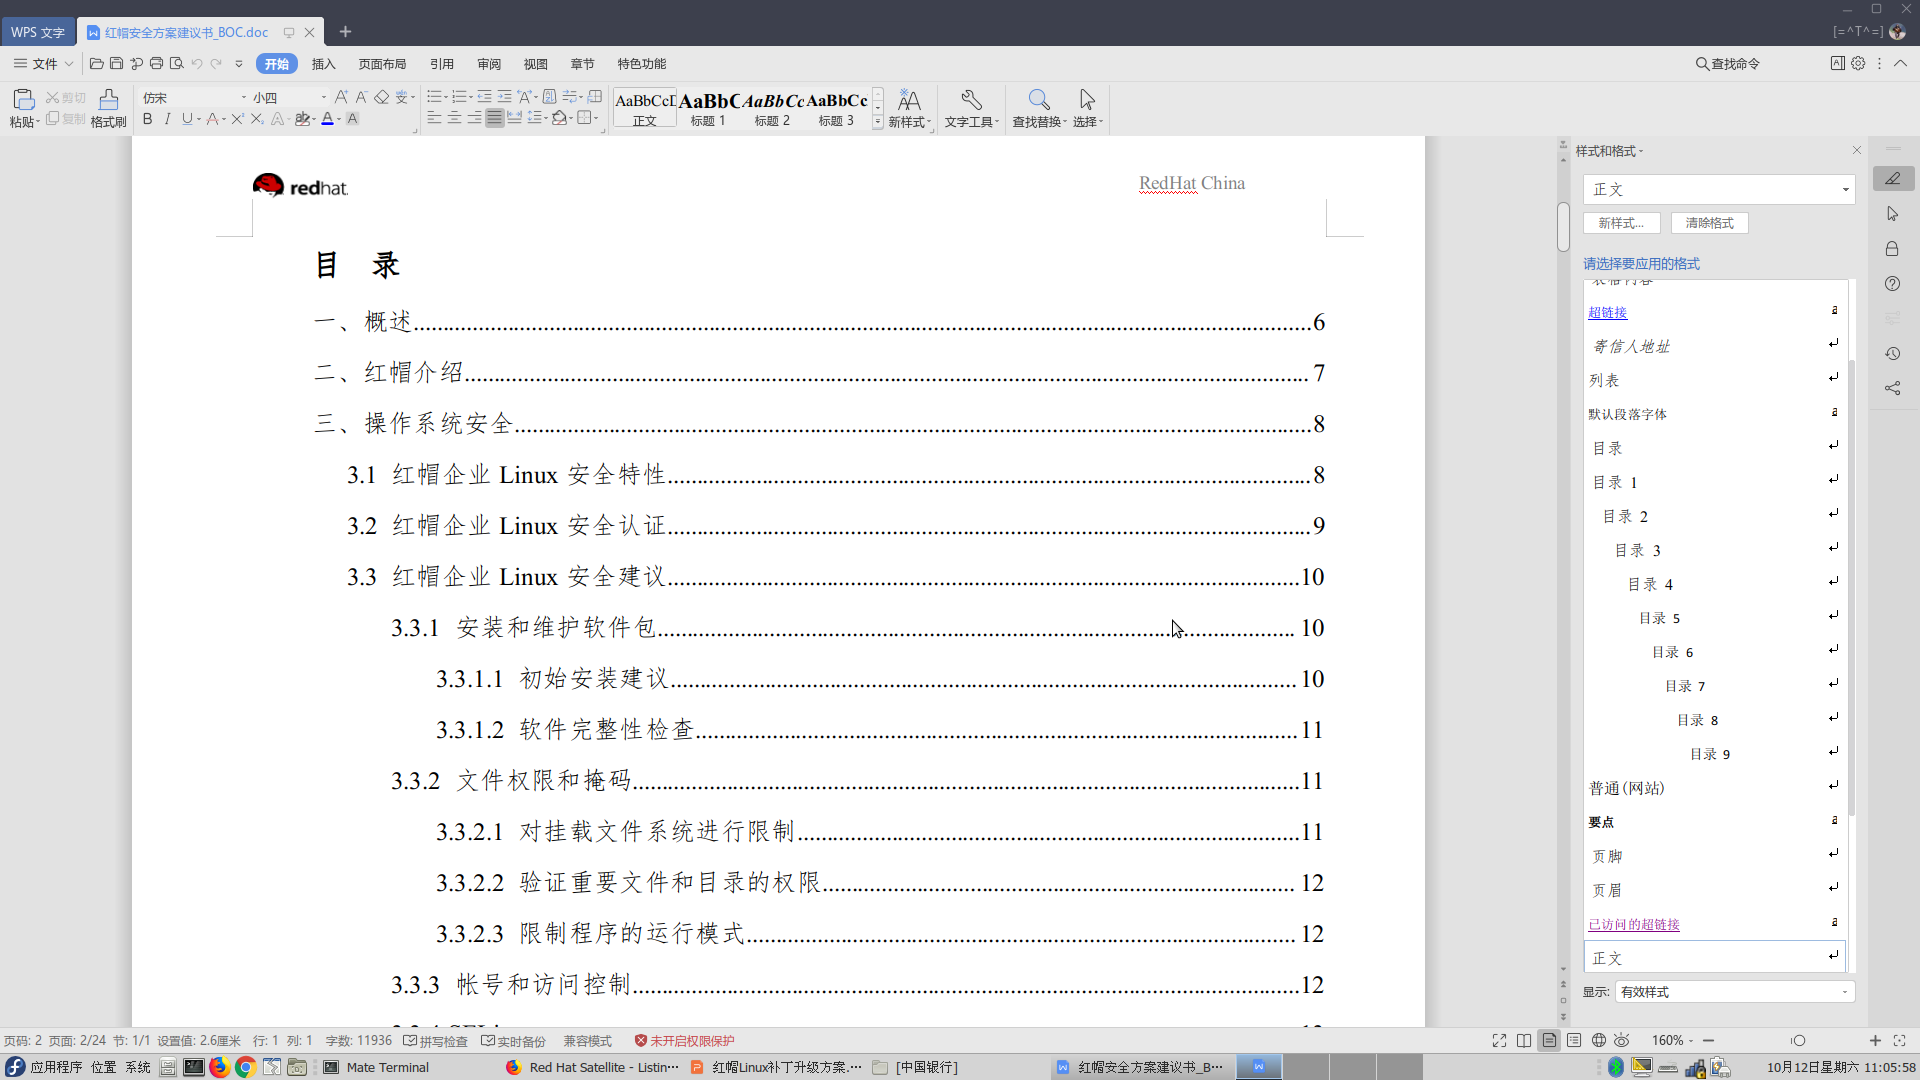 WPS 文字
红帽安全方案建议书_BOC.doc
[=^T^=]
文件
开始
插入
页面布局
引用
审阅
视图
章节
特色功能
查找命令
粘贴
剪切
复制
格式刷
仿宋
小四
AaBbCcD
正文
AaBbC
标题 1
AaBbCc
标题 2
AaBbCc
标题 3
新样式
文字工具
查找替换
选择
redhat.
RedHat China
目 录
一、概述 6
二、红帽介绍 7
三、操作系统安全 8
3.1 红帽企业 Linux 安全特性 8
3.2 红帽企业 Linux 安全认证 9
3.3 红帽企业 Linux 安全建议 10
3.3.1 安装和维护软件包 10
3.3.1.1 初始安装建议 10
3.3.1.2 软件完整性检查 11
3.3.2 文件权限和掩码 11
3.3.2.1 对挂载文件系统进行限制 11
3.3.2.2 验证重要文件和目录的权限 12
3.3.2.3 限制程序的运行模式 12
3.3.3 帐号和访问控制 12
样式和格式
正文
新样式...
清除格式
请选择要应用的格式
表格内容
超链接
寄信人地址
列表
默认段落字体
目录
目录 1
目录 2
目录 3
目录 4
目录 5
目录 6
目录 7
目录 8
目录 9
普通(网站)
要点
页脚
页眉
已访问的超链接
正文
显示: 有效样式
页码: 2 页面: 2/24 节: 1/1 设置值: 2.6厘米 行: 1 列: 1 字数: 11936 拼写检查 实时备份 兼容模式 未开启权限保护
160%
应用程序 位置 系统
Mate Terminal
Red Hat Satellite - Listin...
红帽Linux补丁升级方案....
[中国银行]
红帽安全方案建议书_B...
10月12日星期六 11:05:58